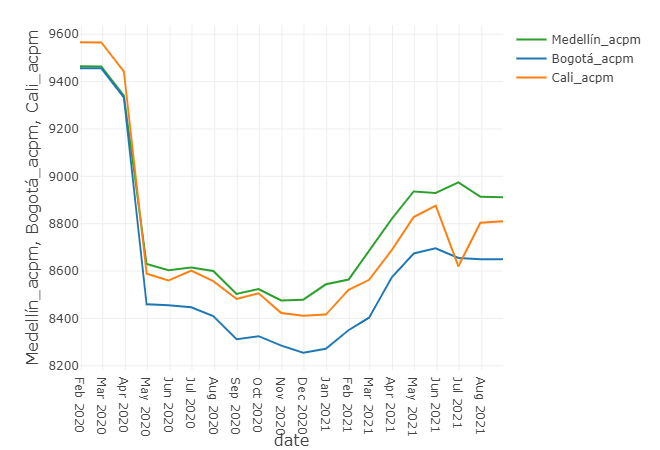 9600
9400
9200
9000
8800
8600
8400
8200
Medellín_acpm, Bogotá_acpm, Cali_acpm
Feb 2020
Mar 2020
Apr 2020
May 2020
Jun 2020
Jul 2020
Aug 2020
Sep 2020
Oct 2020
Nov 2020
Dec 2020
Jan 2021
Feb 2021
Mar 2021
Apr 2021
May 2021
Jun 2021
Jul 2021
Aug 2021
date
Medellín_acpm
Bogotá_acpm
Cali_acpm